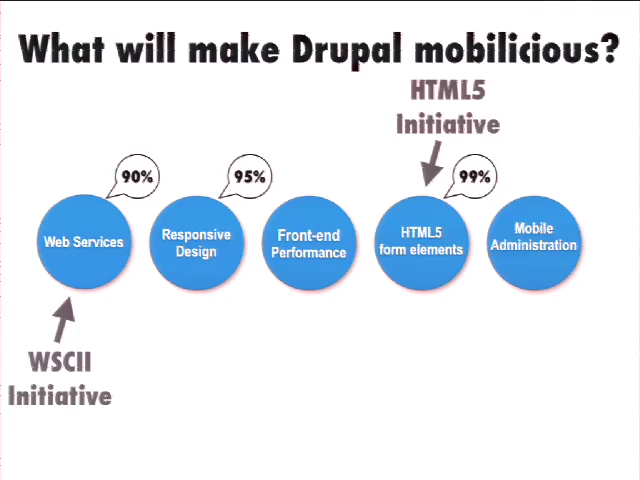 What will make Drupal mobilicious?
HTML5
Initiative
90%
95%
99%
Web Services
Responsive
Design
Front-end
Performance
HTML5
form elements
Mobile
Administration
WSCII
Initiative